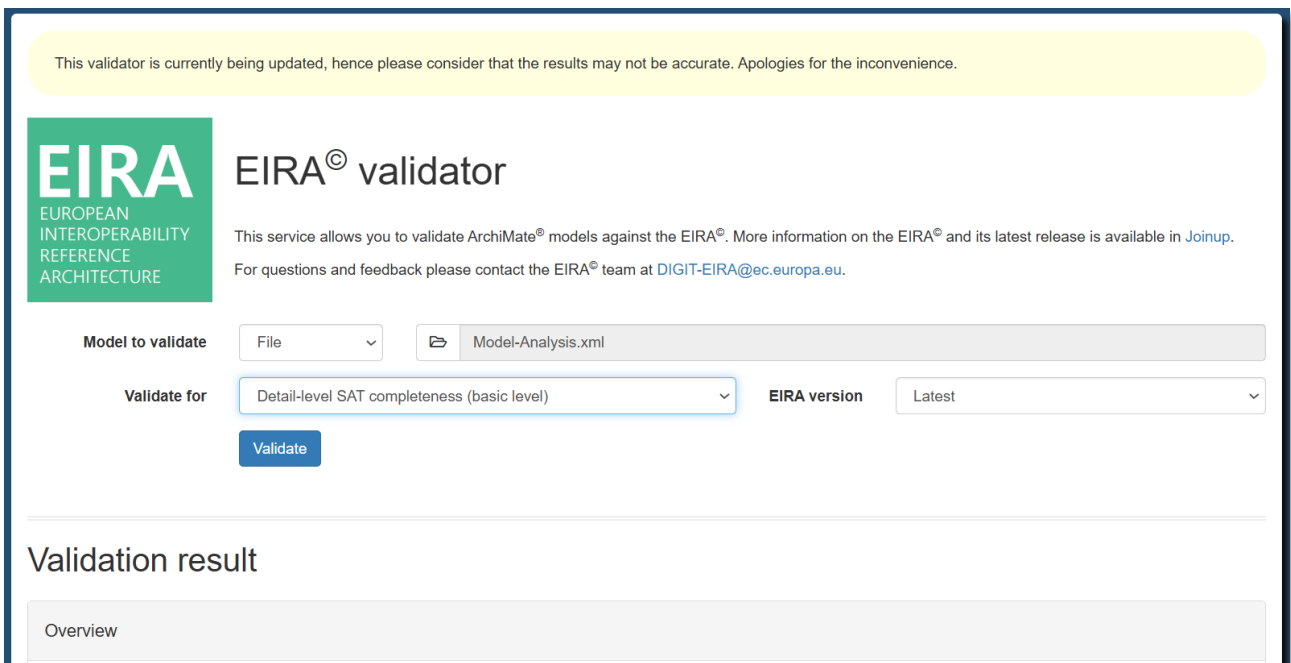 This validator is currently being updated, hence please consider that the results may not be accurate. Apologies for the inconvenience.
EIRA
EUROPEAN
INTEROPERABILITY
REFERENCE
ARCHITECTURE
EIRA© validator
This service allows you to validate ArchiMate® models against the EIRA©. More information on the EIRA© and its latest release is available in Joinup.
For questions and feedback please contact the EIRA© team at DIGIT-EIRA@ec.europa.eu.
Model to validate File Model-Analysis.xml
Validate for Detail-level SAT completeness (basic level) EIRA version Latest
Validate
Validation result
Overview